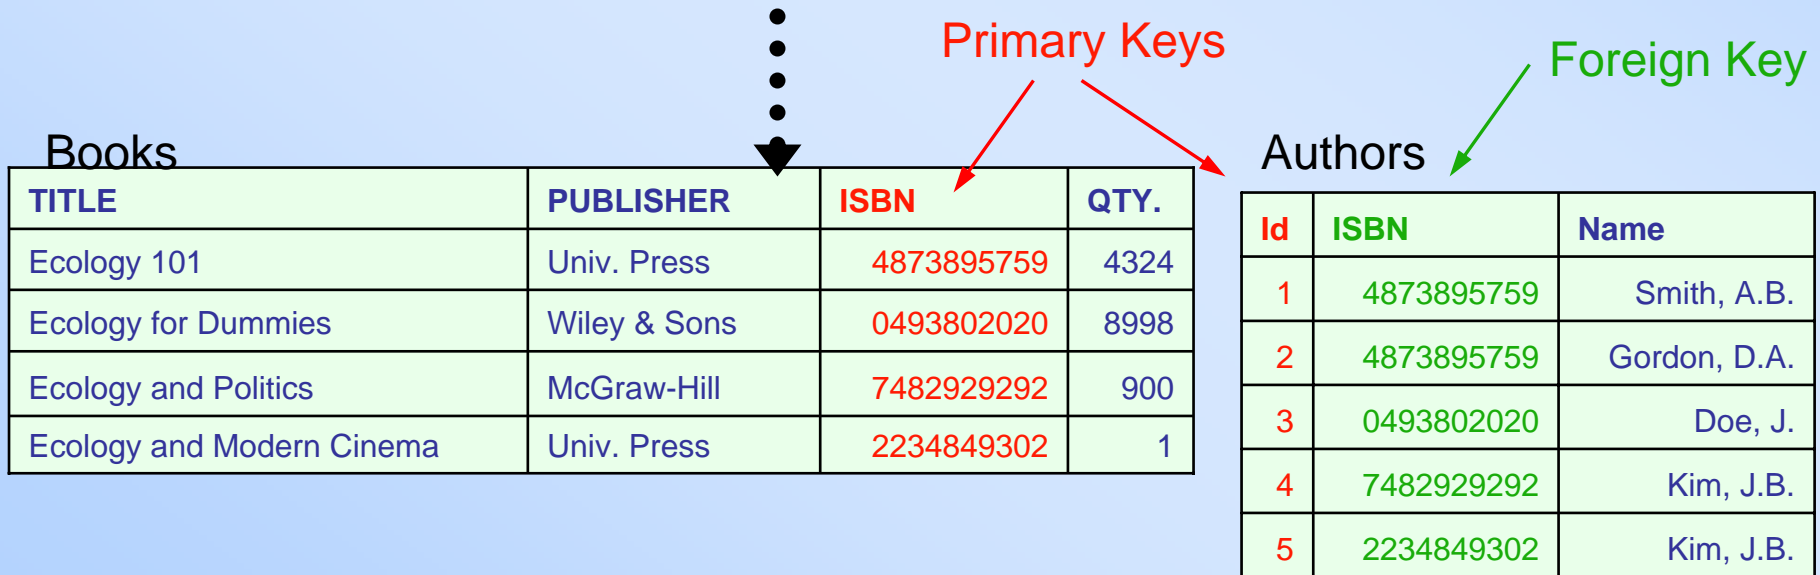 Primary Keys
Foreign Key
Books
TITLE PUBLISHER ISBN QTY.
Ecology 101 Univ. Press 4873895759 4324
Ecology for Dummies Wiley & Sons 0493802020 8998
Ecology and Politics McGraw-Hill 7482929292 900
Ecology and Modern Cinema Univ. Press 2234849302 1
Authors
Id ISBN Name
1 4873895759 Smith, A.B.
2 4873895759 Gordon, D.A.
3 0493802020 Doe, J.
4 7482929292 Kim, J.B.
5 2234849302 Kim, J.B.